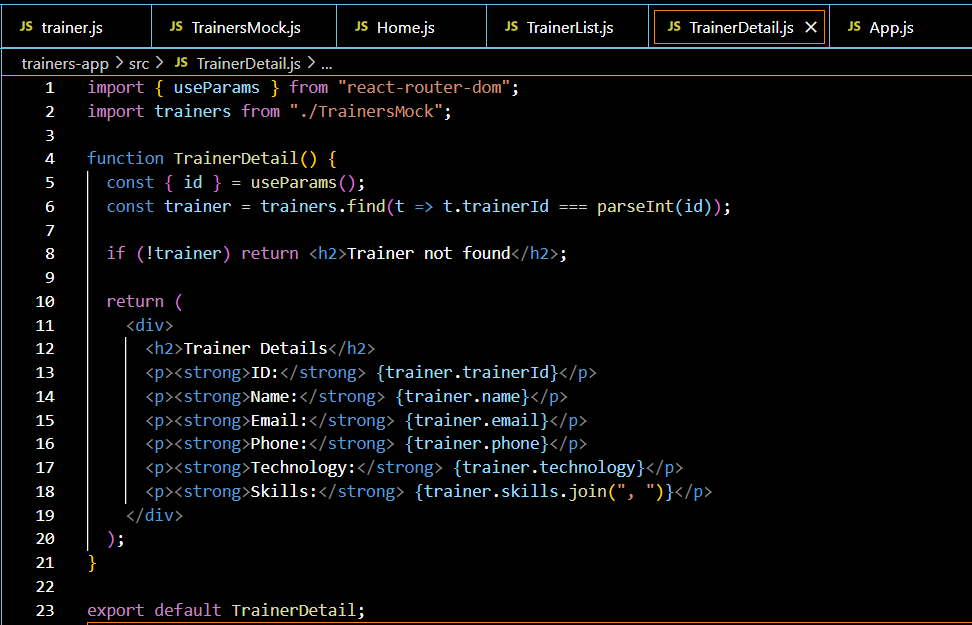 JS trainer.js JS TrainersMock.js JS Home.js JS TrainerList.js JS TrainerDetail.js × JS App.js
trainers-app > src > JS TrainerDetail.js > ...
1 import { useParams } from "react-router-dom";
2 import trainers from "./TrainersMock";
3
4 function TrainerDetail() {
5   const { id } = useParams();
6   const trainer = trainers.find(t => t.trainerId === parseInt(id));
7
8   if (!trainer) return <h2>Trainer not found</h2>;
9
10   return (
11     <div>
12       <h2>Trainer Details</h2>
13       <p><strong>ID:</strong> {trainer.trainerId}</p>
14       <p><strong>Name:</strong> {trainer.name}</p>
15       <p><strong>Email:</strong> {trainer.email}</p>
16       <p><strong>Phone:</strong> {trainer.phone}</p>
17       <p><strong>Technology:</strong> {trainer.technology}</p>
18       <p><strong>Skills:</strong> {trainer.skills.join(", ")}</p>
19     </div>
20   );
21 }
22
23 export default TrainerDetail;